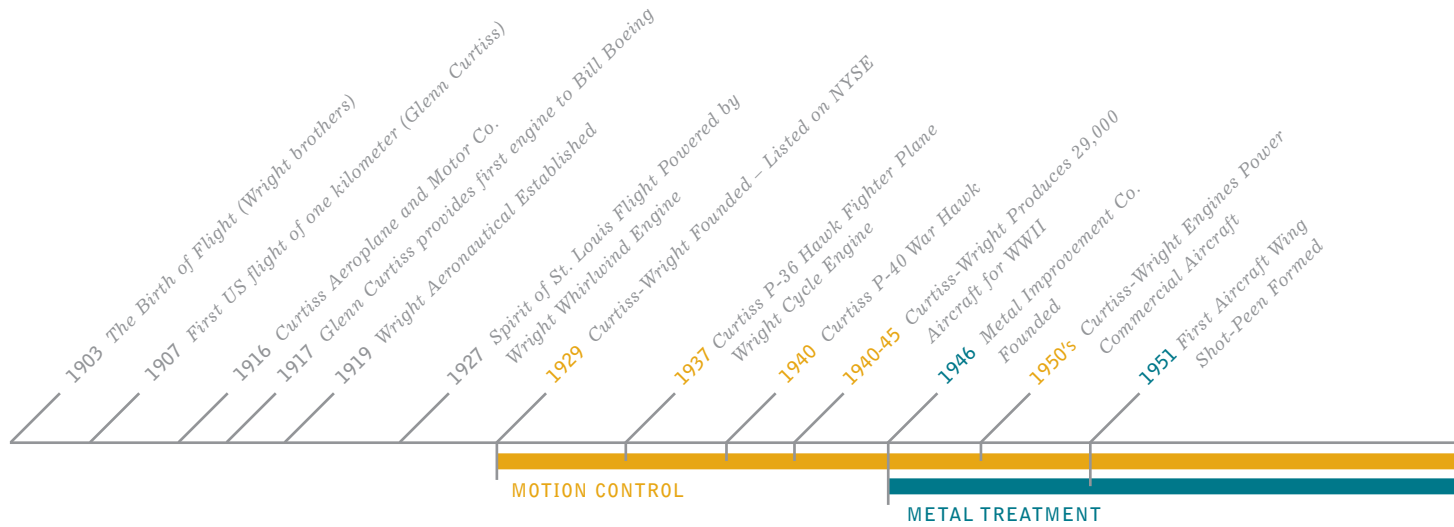 1903 The Birth of Flight (Wright brothers)
1907 First US flight of one kilometer (Glenn Curtiss)
1916 Curtiss Aeroplane and Motor Co.
1917 Glenn Curtiss provides first engine to Bill Boeing
1919 Wright Aeronautical Established
1927 Spirit of St. Louis Flight Powered by
Wright Whirlwind Engine
1929 Curtiss-Wright Founded – Listed on NYSE
1937 Curtiss P-36 Hawk Fighter Plane
Wright Cycle Engine
1940 Curtiss P-40 War Hawk
1940-45 Curtiss-Wright Produces 29,000
Aircraft for WWII
1946 Metal Improvement Co.
Founded
1950's Curtiss-Wright Engines Power
Commercial Aircraft
1951 First Aircraft Wing
Shot-Peen Formed
MOTION CONTROL
METAL TREATMENT